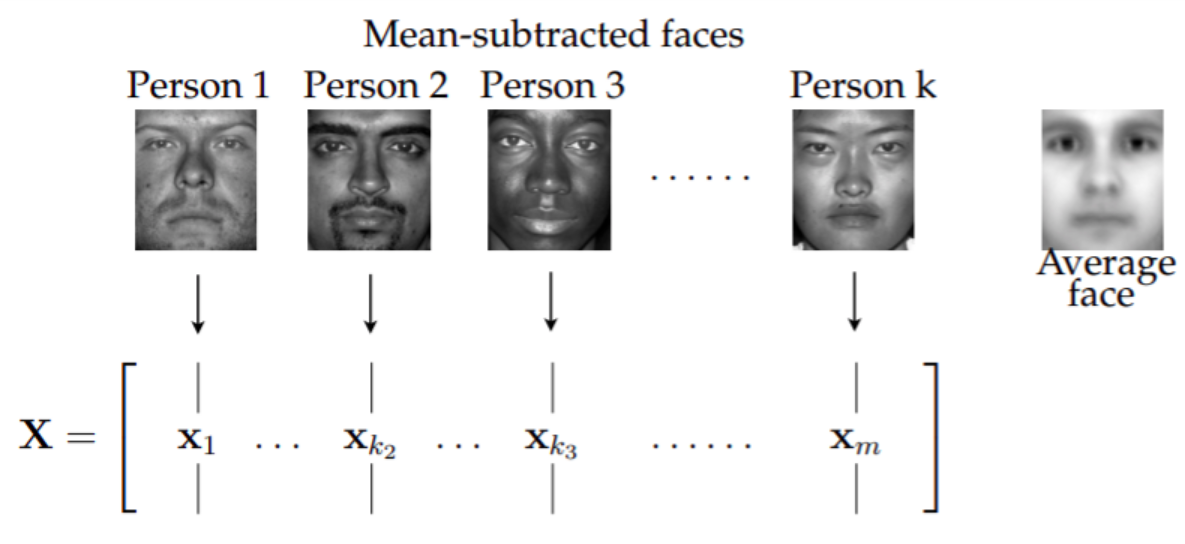 Mean-subtracted faces
Person 1 Person 2 Person 3 Person k
......
Average
face
X = [ x₁ ... xₖ₂ ... xₖ₃ ...... xₘ ]